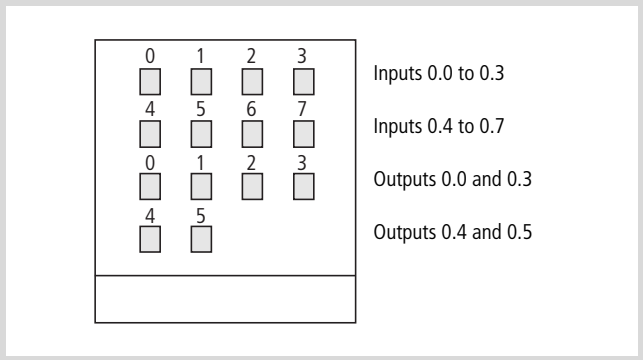 0 1 2 3
Inputs 0.0 to 0.3
4 5 6 7
Inputs 0.4 to 0.7
0 1 2 3
Outputs 0.0 and 0.3
4 5
Outputs 0.4 and 0.5